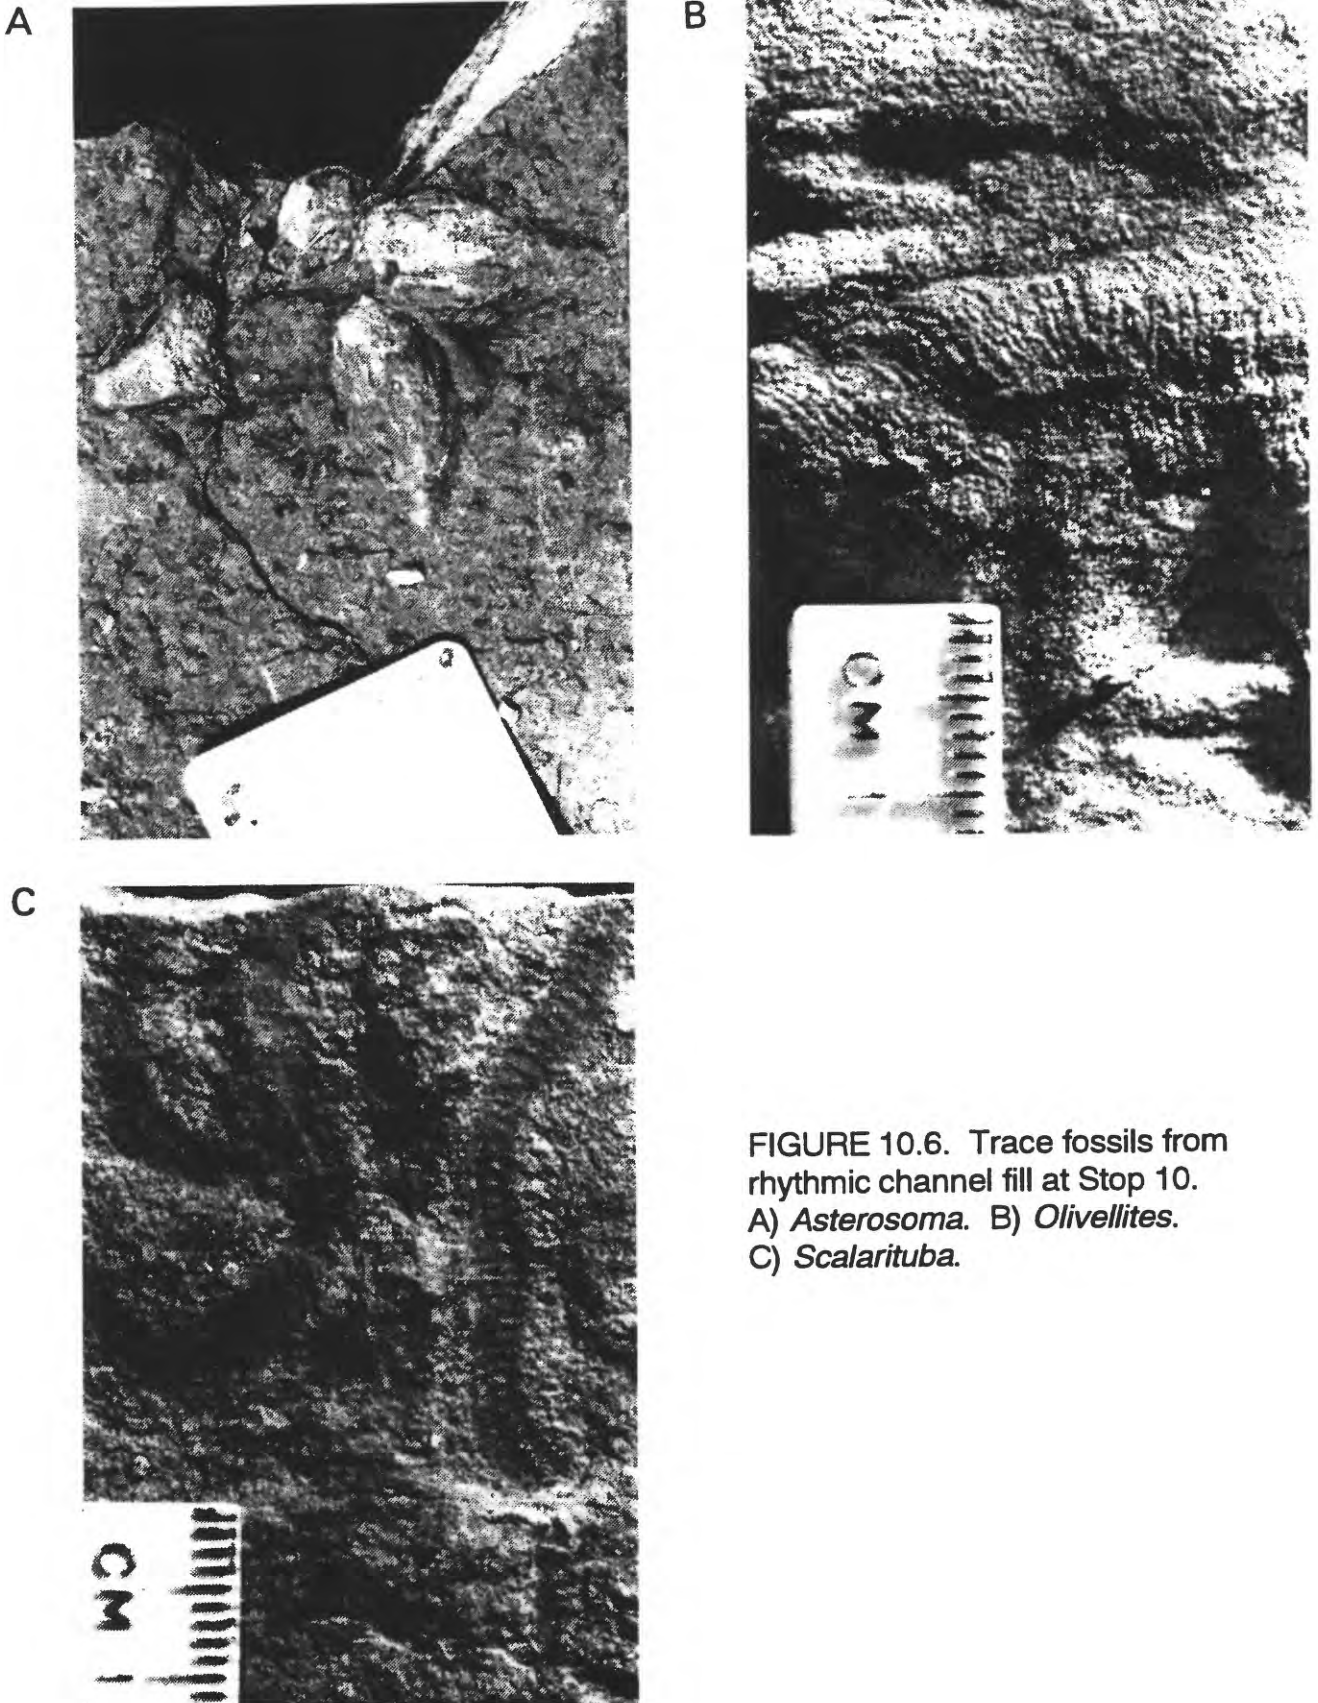 A
B
CM
C
CM
FIGURE 10.6. Trace fossils from
rhythmic channel fill at Stop 10.
A) Asterosoma. B) Olivellites.
C) Scalarituba.